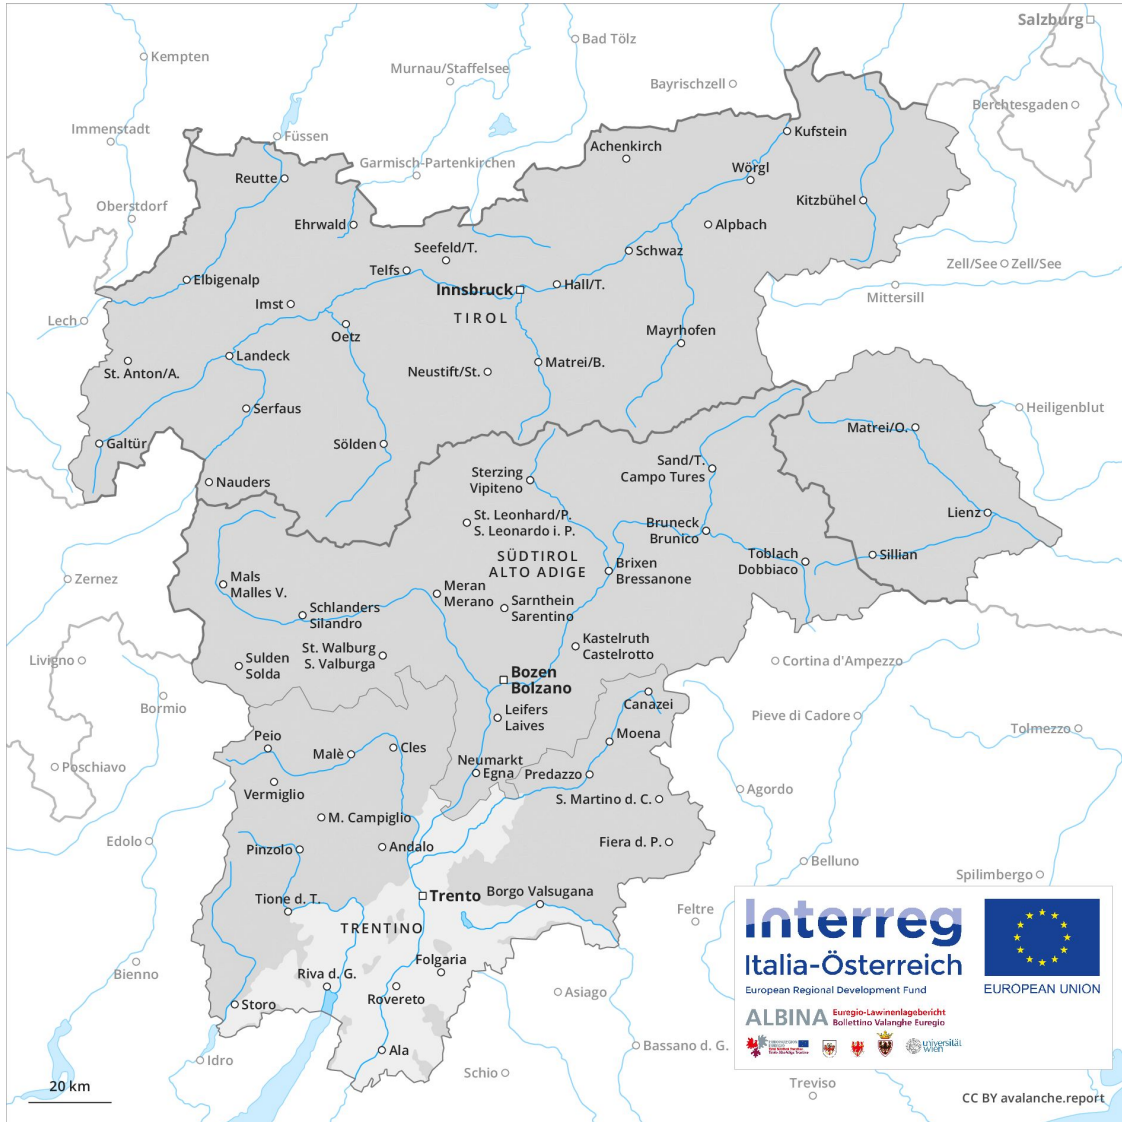 Salzburg
Bad Tölz
Kempten
Murnau/Staffelsee
Bayrischzell
Berchtesgaden
Immenstadt
Füssen
Kufstein
Achenkirch
Garmisch-Partenkirchen
Wörgl
Reutte
Kitzbühel
Oberstdorf
Ehrwald
Alpbach
Seefeld/T.
Schwaz
Telfs
Zell/See
Zell/See
Elbigenalp
Innsbruck
Hall/T.
Mittersill
Imst
TIROL
Lech
Oetz
Mayrhofen
Landeck
Matrei/B.
St. Anton/A.
Neustift/St.
Serfaus
Heiligenblut
Matrei/O.
Galtür
Sölden
Sand/T.
Campo Tures
Sterzing
Vipiteno
Nauders
St. Leonhard/P.
S. Leonardo i. P.
Bruneck
Brunico
Lienz
SÜDTIROL
ALTO ADIGE
Toblach
Dobbiaco
Sillian
Brixen
Bressanone
Zernez
Mals
Malles V.
Meran
Merano
Sarnthein
Sarentino
Schlanders
Silandro
Kastelruth
Castelrotto
St. Walburg
S. Valburga
Livigno
Sulden
Solda
Cortina d'Ampezzo
Bozen
Bolzano
Bormio
Canazei
Leifers
Laives
Pieve di Cadore
Tolmezzo
Peio
Moena
Malè
Cles
Neumarkt
Egna
Predazzo
Poschiavo
Vermiglio
S. Martino d. C.
Agordo
M. Campiglio
Edolo
Pinzolo
Andalo
Fiera d. P.
Belluno
Spilimbergo
Trento
Borgo Valsugana
Tione d. T.
Feltre
TRENTINO
Folgaria
Bienno
Riva d. G.
Rovereto
Asiago
Storo
Ala
Bassano d. G.
Idro
Schio
Treviso
Interreg
Italia-Österreich
European Regional Development Fund
EUROPEAN UNION
ALBINA
Euregio-Lawinenlagebericht
Bollettino Valanghe Euregio
universität
wien
20 km
CC BY avalanche.report